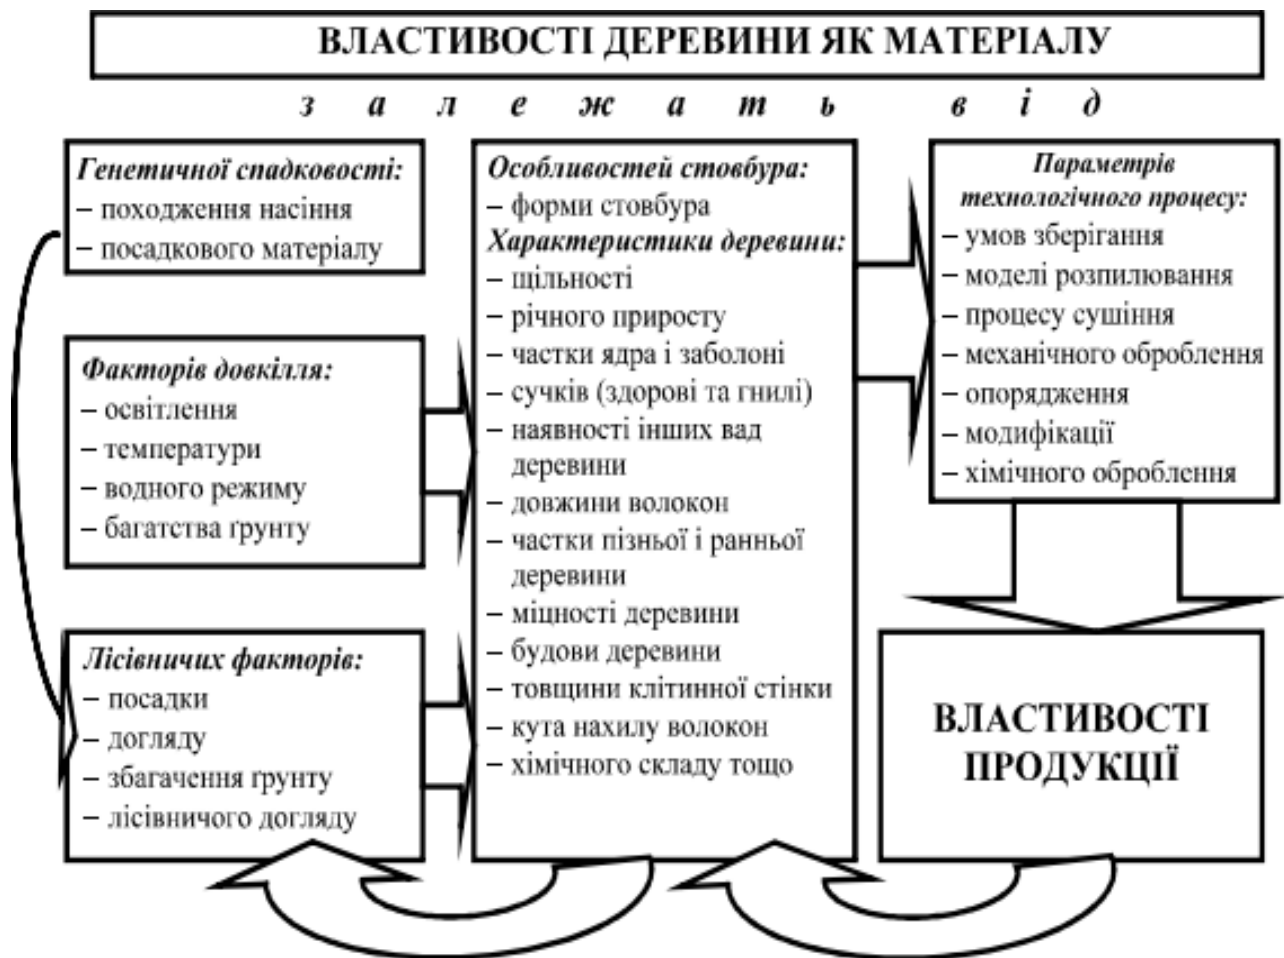 ВЛАСТИВОСТІ ДЕРЕВИНИ ЯК МАТЕРІАЛУ
з а л е ж а т ь в і д
Генетичної спадковості:
– походження насіння
– посадкового матеріалу
Факторів довкілля:
– освітлення
– температури
– водного режиму
– багатства ґрунту
Лісівничих факторів:
– посадки
– догляду
– збагачення ґрунту
– лісівничого догляду
Особливостей стовбура:
– форми стовбура
Характеристики деревини:
– щільності
– річного приросту
– частки ядра і заболоні
– сучків (здорові та гнилі)
– наявності інших вад
деревини
– довжини волокон
– частки пізньої і ранньої
деревини
– міцності деревини
– будови деревини
– товщини клітинної стінки
– кута нахилу волокон
– хімічного складу тощо
Параметрів
технологічного процесу:
– умов зберігання
– моделі розпилювання
– процесу сушіння
– механічного оброблення
– опорядження
– модифікації
– хімічного оброблення
ВЛАСТИВОСТІ
ПРОДУКЦІЇ